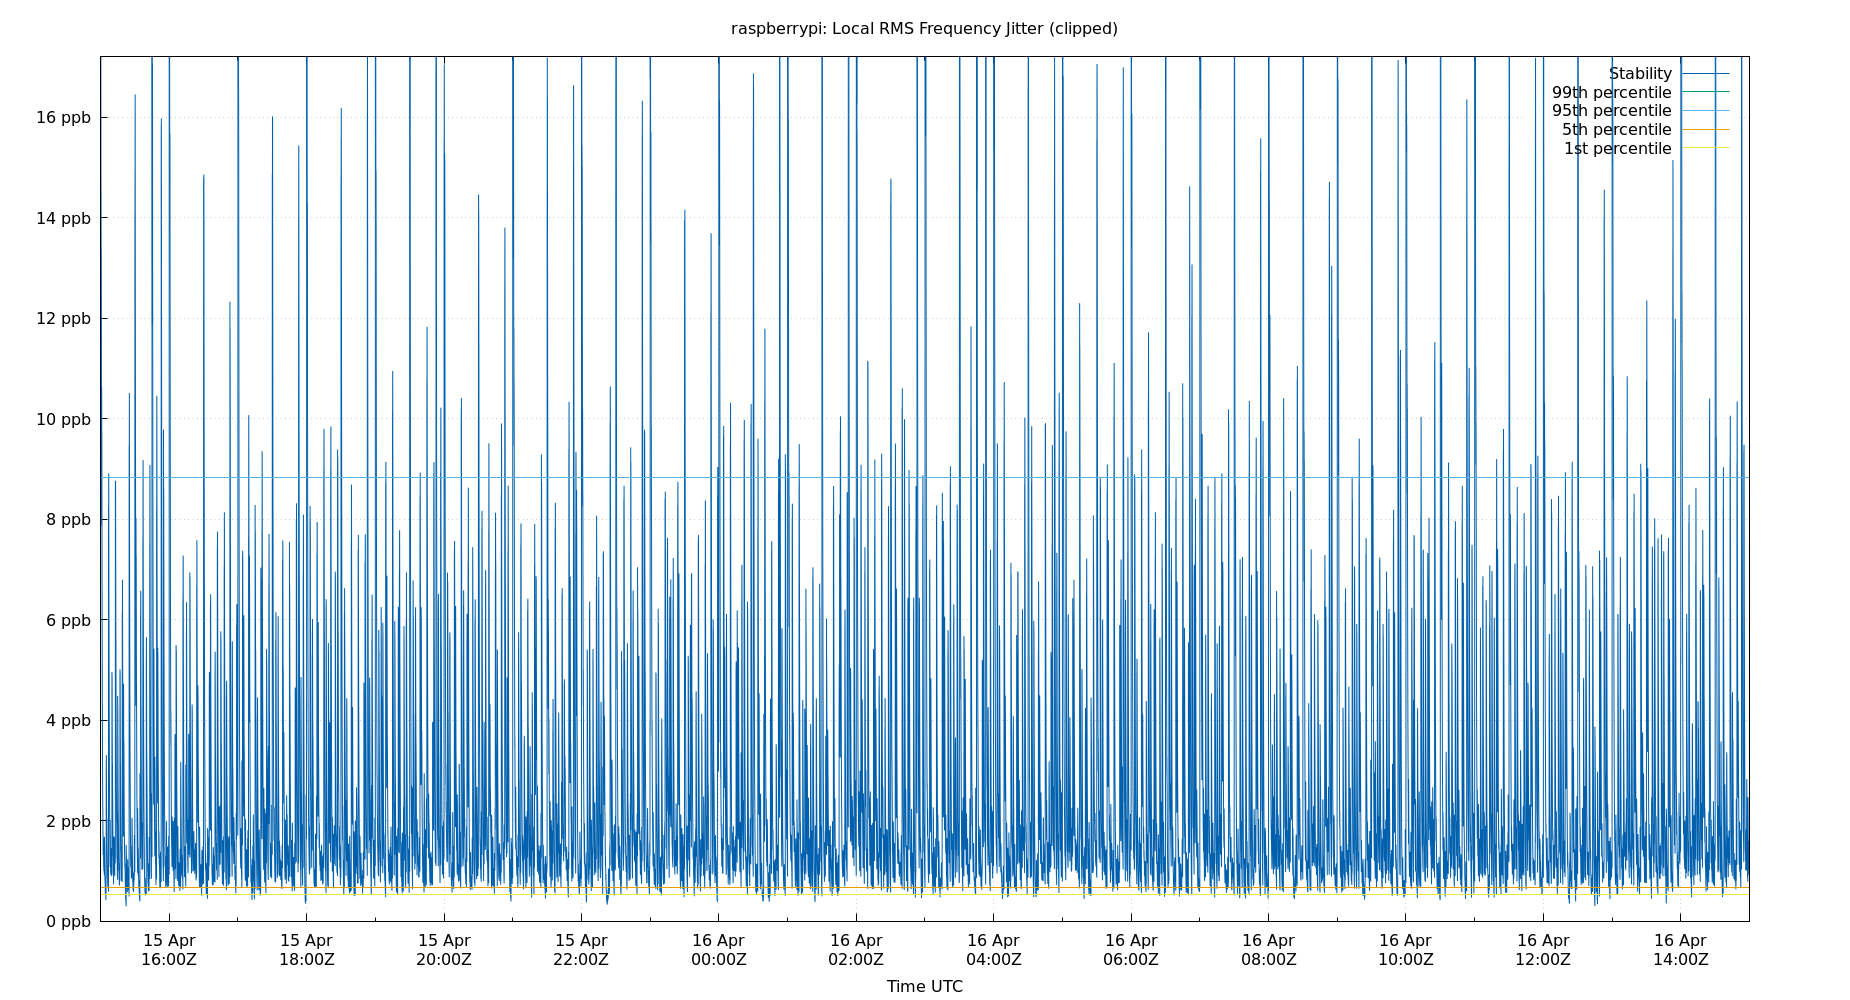 raspberrypi: Local RMS Frequency Jitter (clipped)
Stability
99th percentile
95th percentile
5th percentile
1st percentile
16 ppb
14 ppb
12 ppb
10 ppb
8 ppb
6 ppb
4 ppb
2 ppb
0 ppb
15 Apr 15 Apr 15 Apr 15 Apr 16 Apr 16 Apr 16 Apr 16 Apr 16 Apr 16 Apr 16 Apr 16 Apr
16:00Z 18:00Z 20:00Z 22:00Z 00:00Z 02:00Z 04:00Z 06:00Z 08:00Z 10:00Z 12:00Z 14:00Z
Time UTC